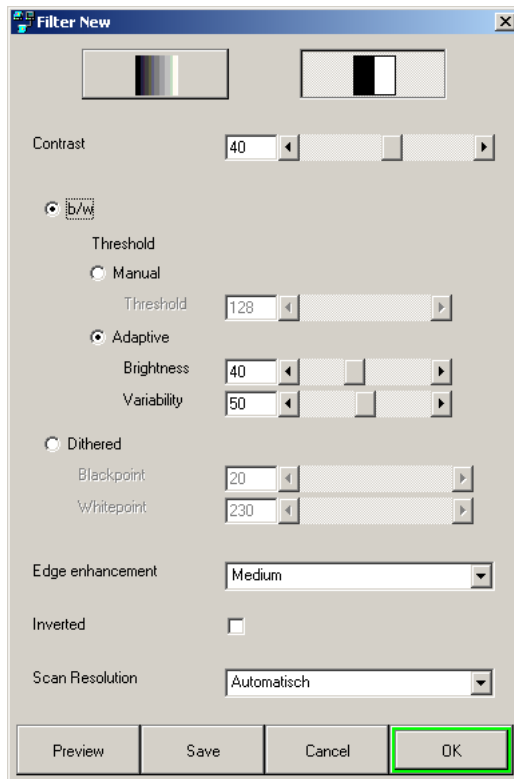 Filter New
Contrast 40
b/w
Threshold
Manual
Threshold 128
Adaptive
Brightness 40
Variability 50
Dithered
Blackpoint 20
Whitepoint 230
Edge enhancement Medium
Inverted
Scan Resolution Automatisch
Preview Save Cancel OK